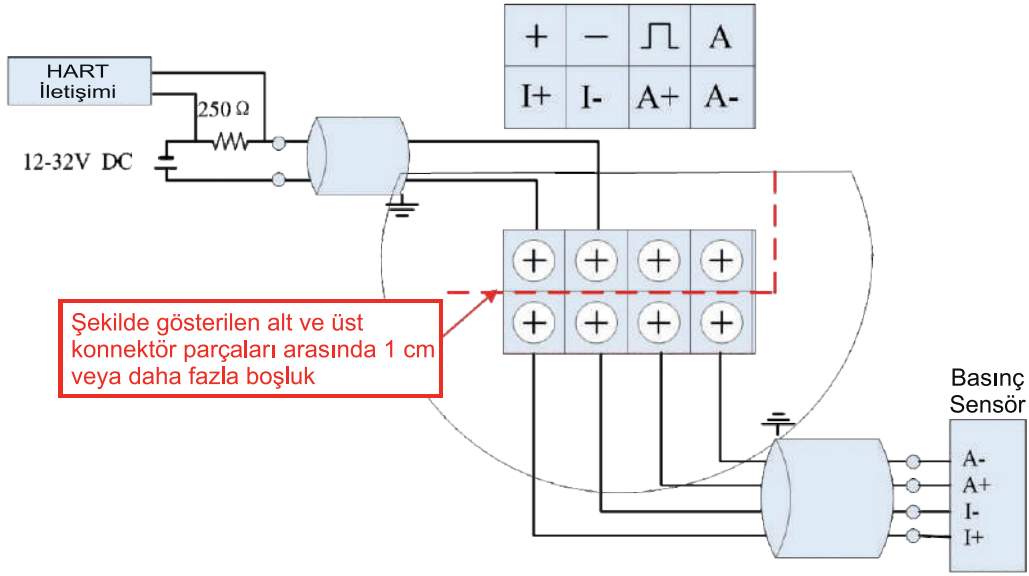 HART
İletişimi
250 Ω
12-32V DC
+ − ⎍ A
I+ I- A+ A-
+ + + +
+ + + +
Şekilde gösterilen alt ve üst
konnektör parçaları arasında 1 cm
veya daha fazla boşluk
Basınç
Sensör
A-
A+
I-
I+